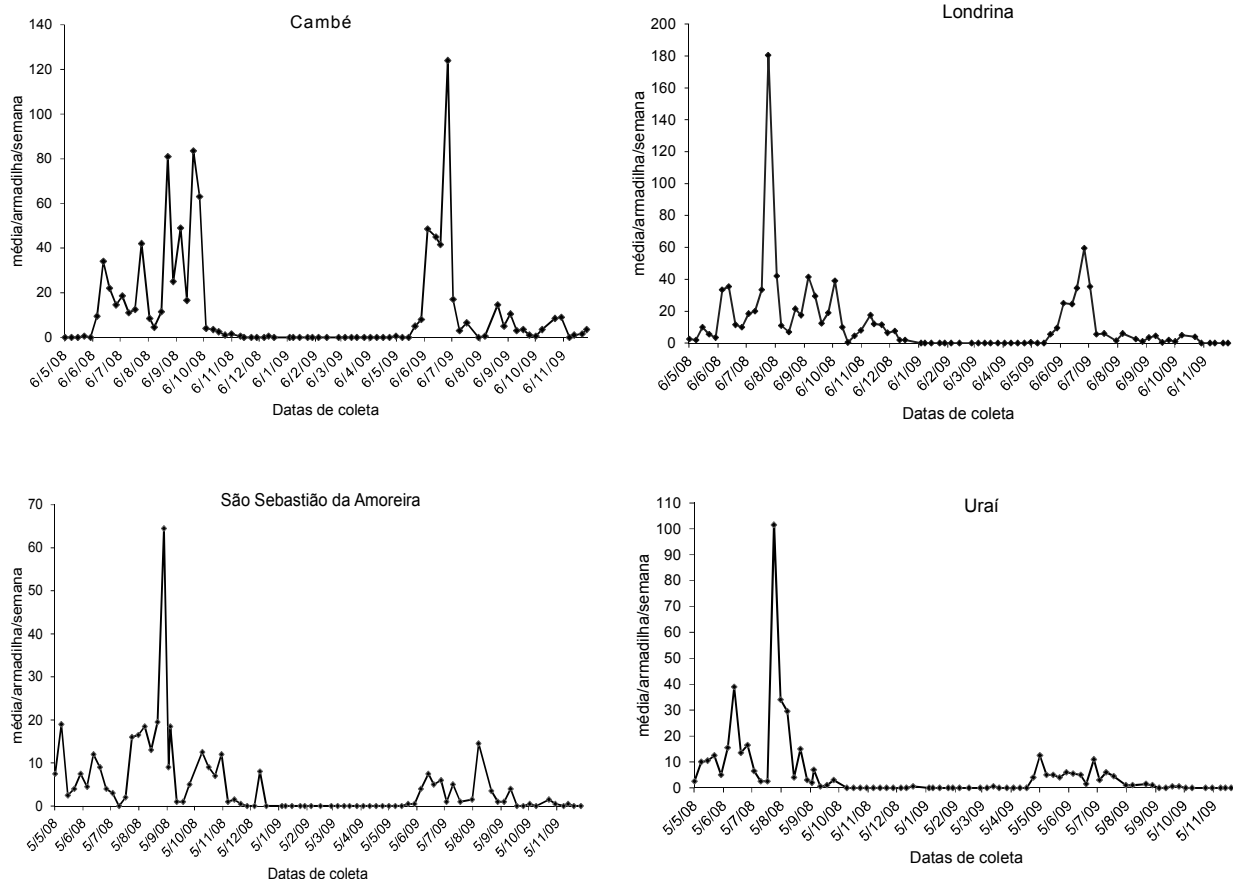 Cambé
140
120
100
80
60
40
20
0
média/armadilha/semana
6/5/08 6/6/08 6/7/08 6/8/08 6/9/08 6/10/08 6/11/08 6/12/08 6/1/09 6/2/09 6/3/09 6/4/09 6/5/09 6/6/09 6/7/09 6/8/09 6/9/09 6/10/09 6/11/09
Datas de coleta
Londrina
200
180
160
140
120
100
80
60
40
20
0
média/armadilha/semana
6/5/08 6/6/08 6/7/08 6/8/08 6/9/08 6/10/08 6/11/08 6/12/08 6/1/09 6/2/09 6/3/09 6/4/09 6/5/09 6/6/09 6/7/09 6/8/09 6/9/09 6/10/09 6/11/09
Datas de coleta
São Sebastião da Amoreira
70
60
50
40
30
20
10
0
média/armadilha/semana
5/5/08 5/6/08 5/7/08 5/8/08 5/9/08 5/10/08 5/11/08 5/12/08 5/1/09 5/2/09 5/3/09 5/4/09 5/5/09 5/6/09 5/7/09 5/8/09 5/9/09 5/10/09 5/11/09
Datas de coleta
Uraí
110
100
90
80
70
60
50
40
30
20
10
0
média/armadilha/semana
5/5/08 5/6/08 5/7/08 5/8/08 5/9/08 5/10/08 5/11/08 5/12/08 5/1/09 5/2/09 5/3/09 5/4/09 5/5/09 5/6/09 5/7/09 5/8/09 5/9/09 5/10/09 5/11/09
Datas de coleta